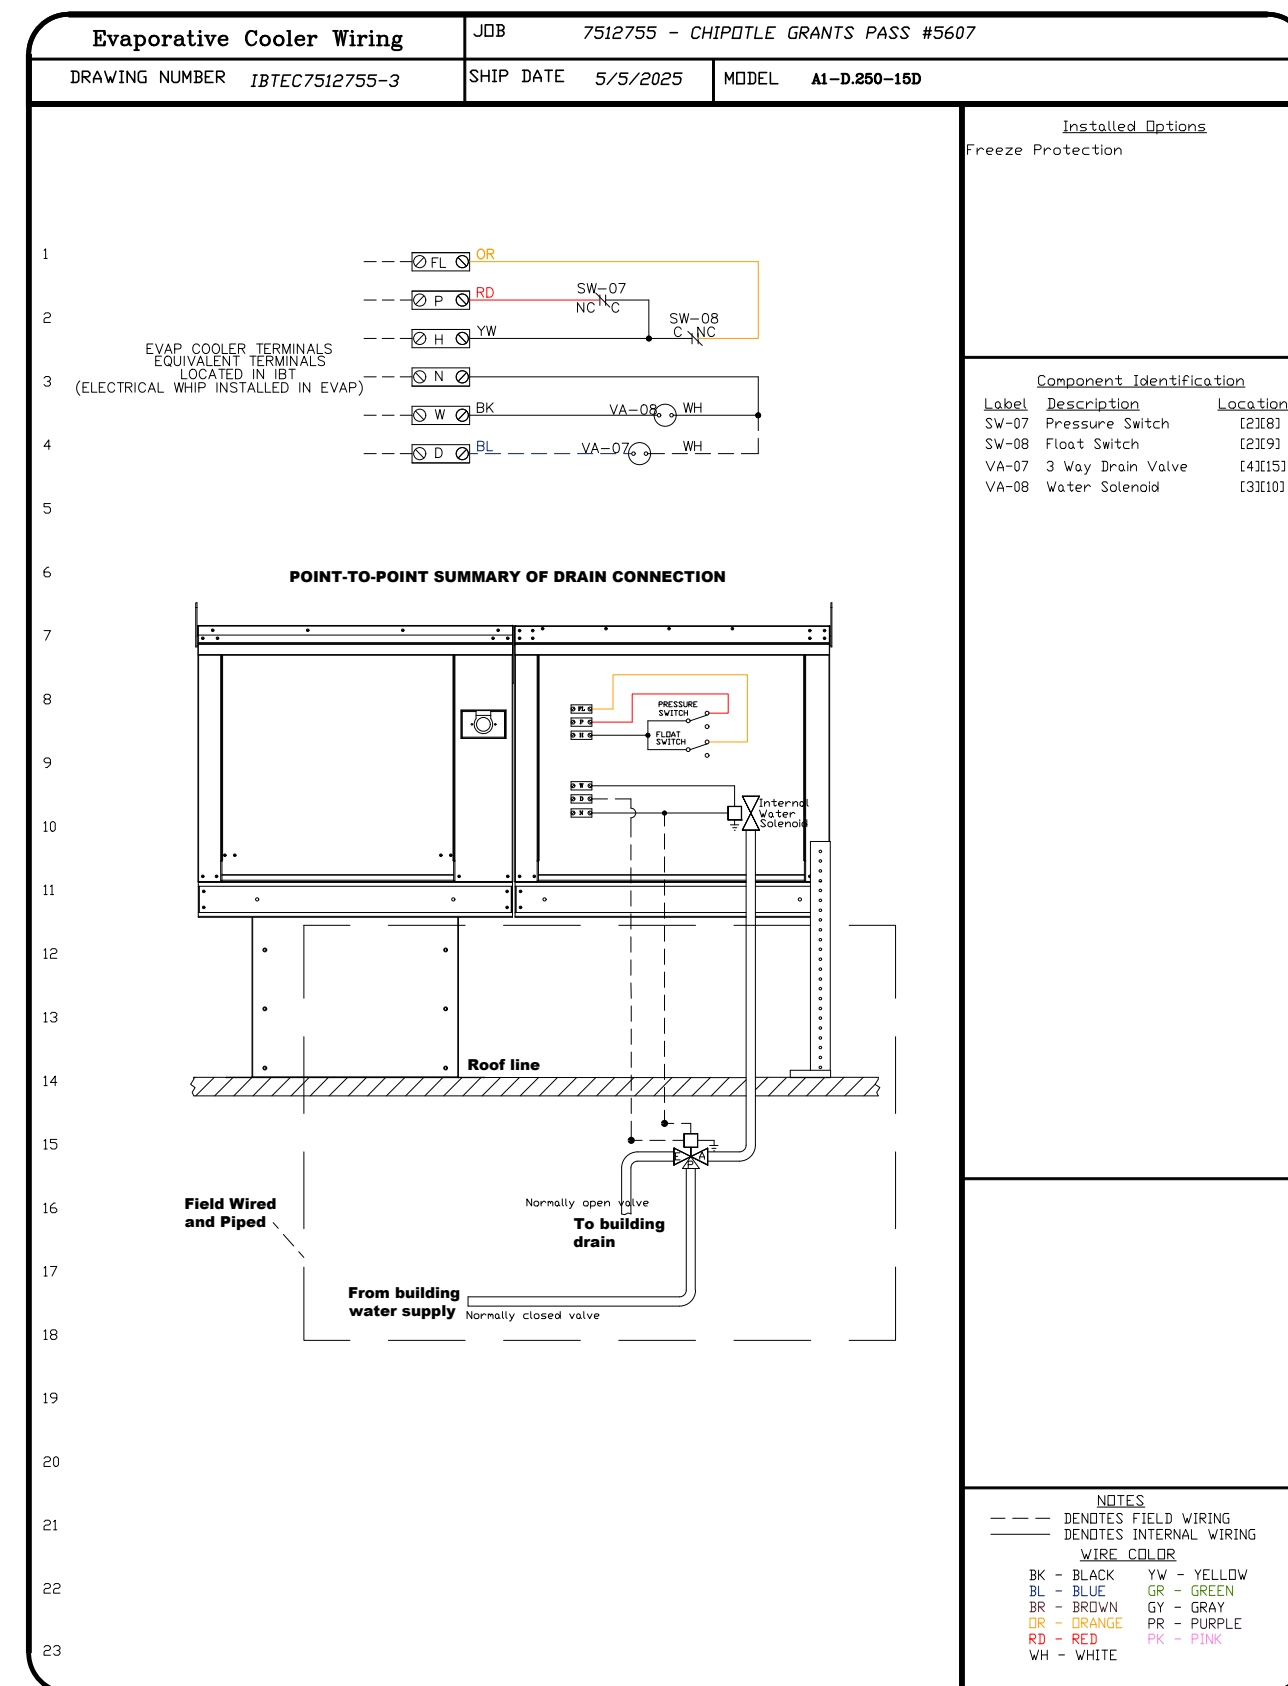 Evaporative Cooler Wiring
JOB 7512755 - CHIPOTLE GRANTS PASS #5607
DRAWING NUMBER IBTEC7512755-3
SHIP DATE 5/5/2025
MODEL A1-D.250-15D
Installed Options
Freeze Protection
1
FL OR
P RD SW-07
NC C
2
H YW SW-08
C NC
EVAP COOLER TERMINALS
EQUIVALENT TERMINALS
LOCATED IN IBT
(ELECTRICAL WHIP INSTALLED IN EVAP)
3
N
W BK VA-08 WH
4
D BL VA-07 WH
Component Identification
Label Description Location
SW-07 Pressure Switch [2][8]
SW-08 Float Switch [2][9]
VA-07 3 Way Drain Valve [4][15]
VA-08 Water Solenoid [3][10]
5
6
POINT-TO-POINT SUMMARY OF DRAIN CONNECTION
7
8
FL
P
H
PRESSURE
SWITCH
FLOAT
SWITCH
9
W
D
N
Internal
Water
Solenoid
10
11
12
13
Roof line
14
15
E P A
16
Field Wired
and Piped
Normally open valve
To building
drain
17
From building
water supply
Normally closed valve
18
19
20
21
22
23
NOTES
DENOTES FIELD WIRING
DENOTES INTERNAL WIRING
WIRE COLOR
BK - BLACK YW - YELLOW
BL - BLUE GR - GREEN
BR - BROWN GY - GRAY
OR - ORANGE PR - PURPLE
RD - RED PK - PINK
WH - WHITE